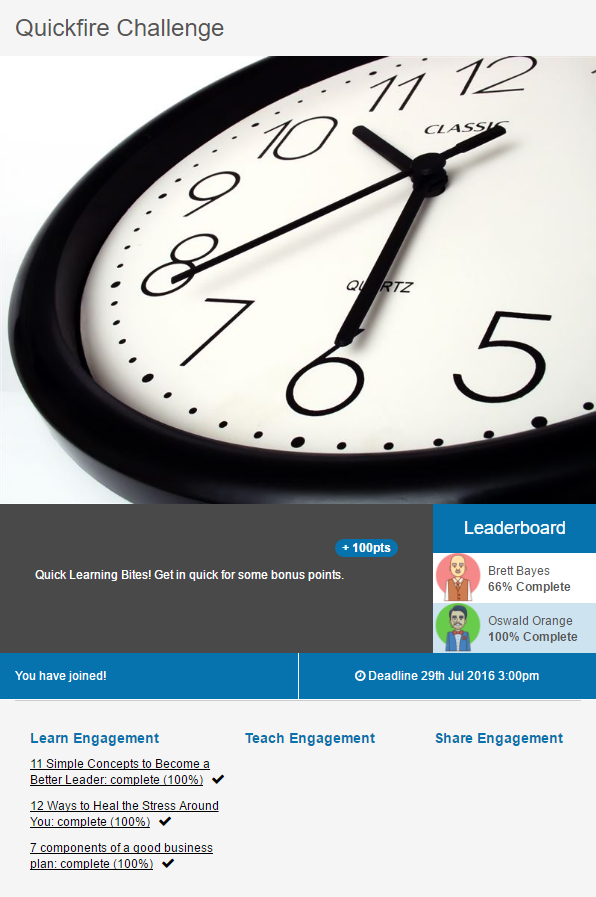 Quickfire Challenge
12
11
CLASSIC
10
9
8
QUARTZ
7
6
5
+ 100pts
Quick Learning Bites! Get in quick for some bonus points.
Leaderboard
Brett Bayes
66% Complete
Oswald Orange
100% Complete
You have joined!
Deadline 29th Jul 2016 3:00pm
Learn Engagement
11 Simple Concepts to Become a
Better Leader: complete (100%)
12 Ways to Heal the Stress Around
You: complete (100%)
7 components of a good business
plan: complete (100%)
Teach Engagement
Share Engagement